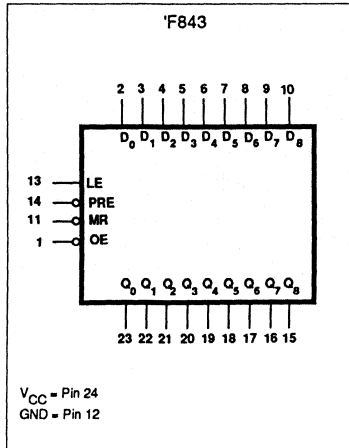 'F843
2 3 4 5 6 7 8 9 10
D0 D1 D2 D3 D4 D5 D6 D7 D8
13 LE
14 PRE
11 MR
1 OE
Q0 Q1 Q2 Q3 Q4 Q5 Q6 Q7 Q8
23 22 21 20 19 18 17 16 15
VCC = Pin 24
GND = Pin 12